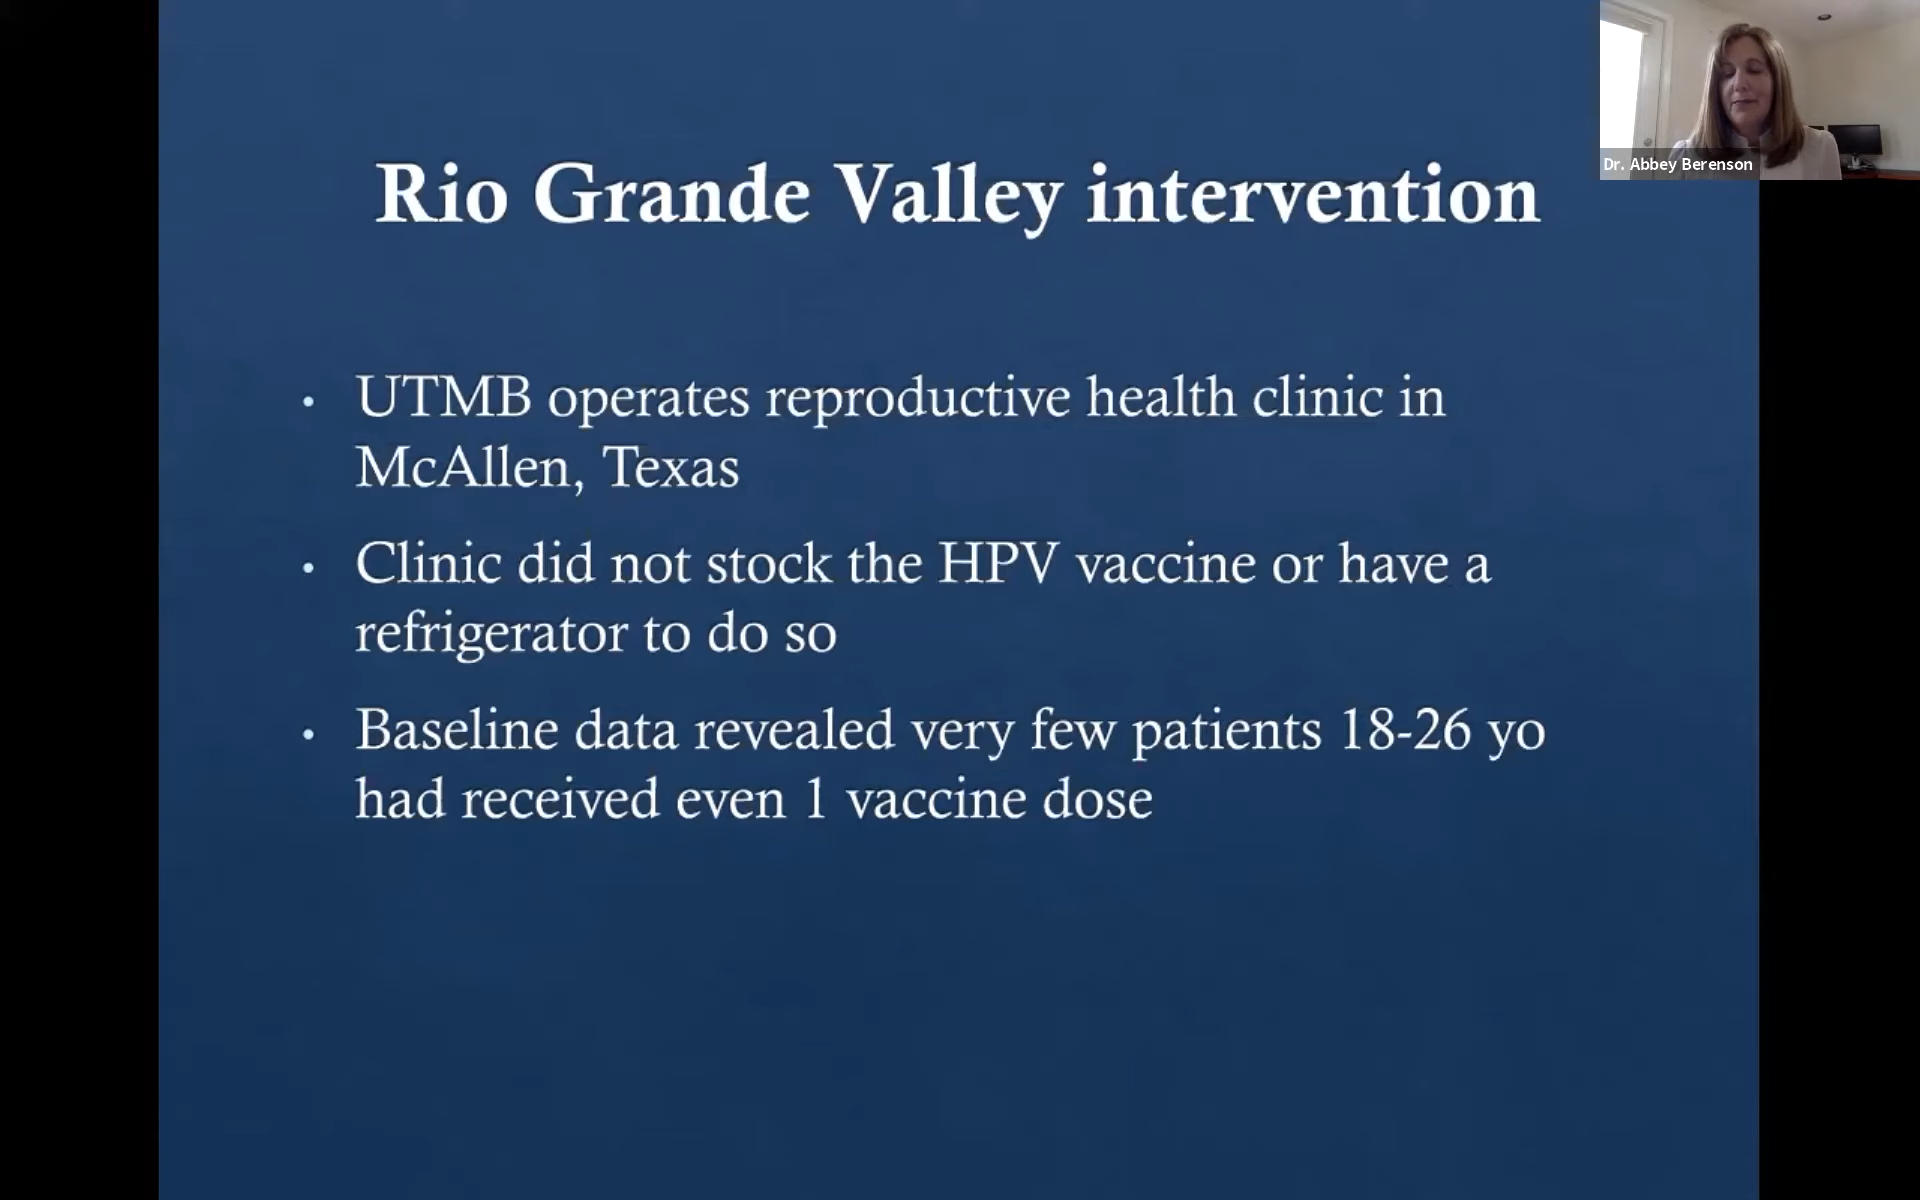 Rio Grande Valley intervention
Dr. Abbey Berenson
• UTMB operates reproductive health clinic in
McAllen, Texas
• Clinic did not stock the HPV vaccine or have a
refrigerator to do so
• Baseline data revealed very few patients 18-26 yo
had received even 1 vaccine dose